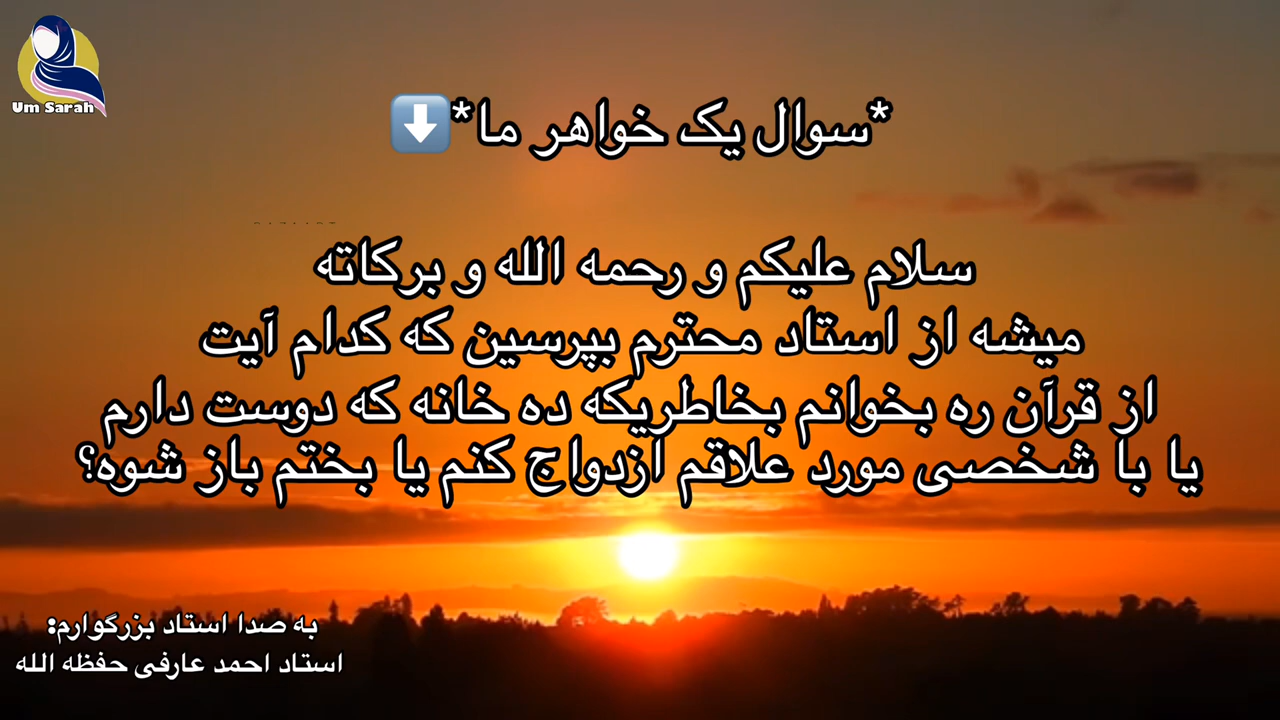 Um Sarah
*سوال یک خواهر ما*⬇️
سلام علیکم و رحمه الله و برکاته
میشه از استاد محترم بپرسین که کدام آیت
از قرآن ره بخوانم بخاطریکه ده خانه که دوست دارم
یا با شخصی مورد علاقم ازدواج کنم یا بختم باز شوه؟
به صدا استاد بزرگوارم:
استاد احمد عارفی حفظه الله